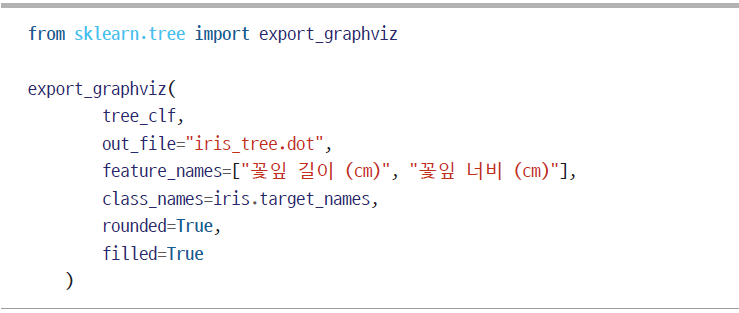 from sklearn.tree import export_graphviz
export_graphviz(
tree_clf,
out_file="iris_tree.dot",
feature_names=["꽃잎 길이 (cm)", "꽃잎 너비 (cm)"],
class_names=iris.target_names,
rounded=True,
filled=True
)